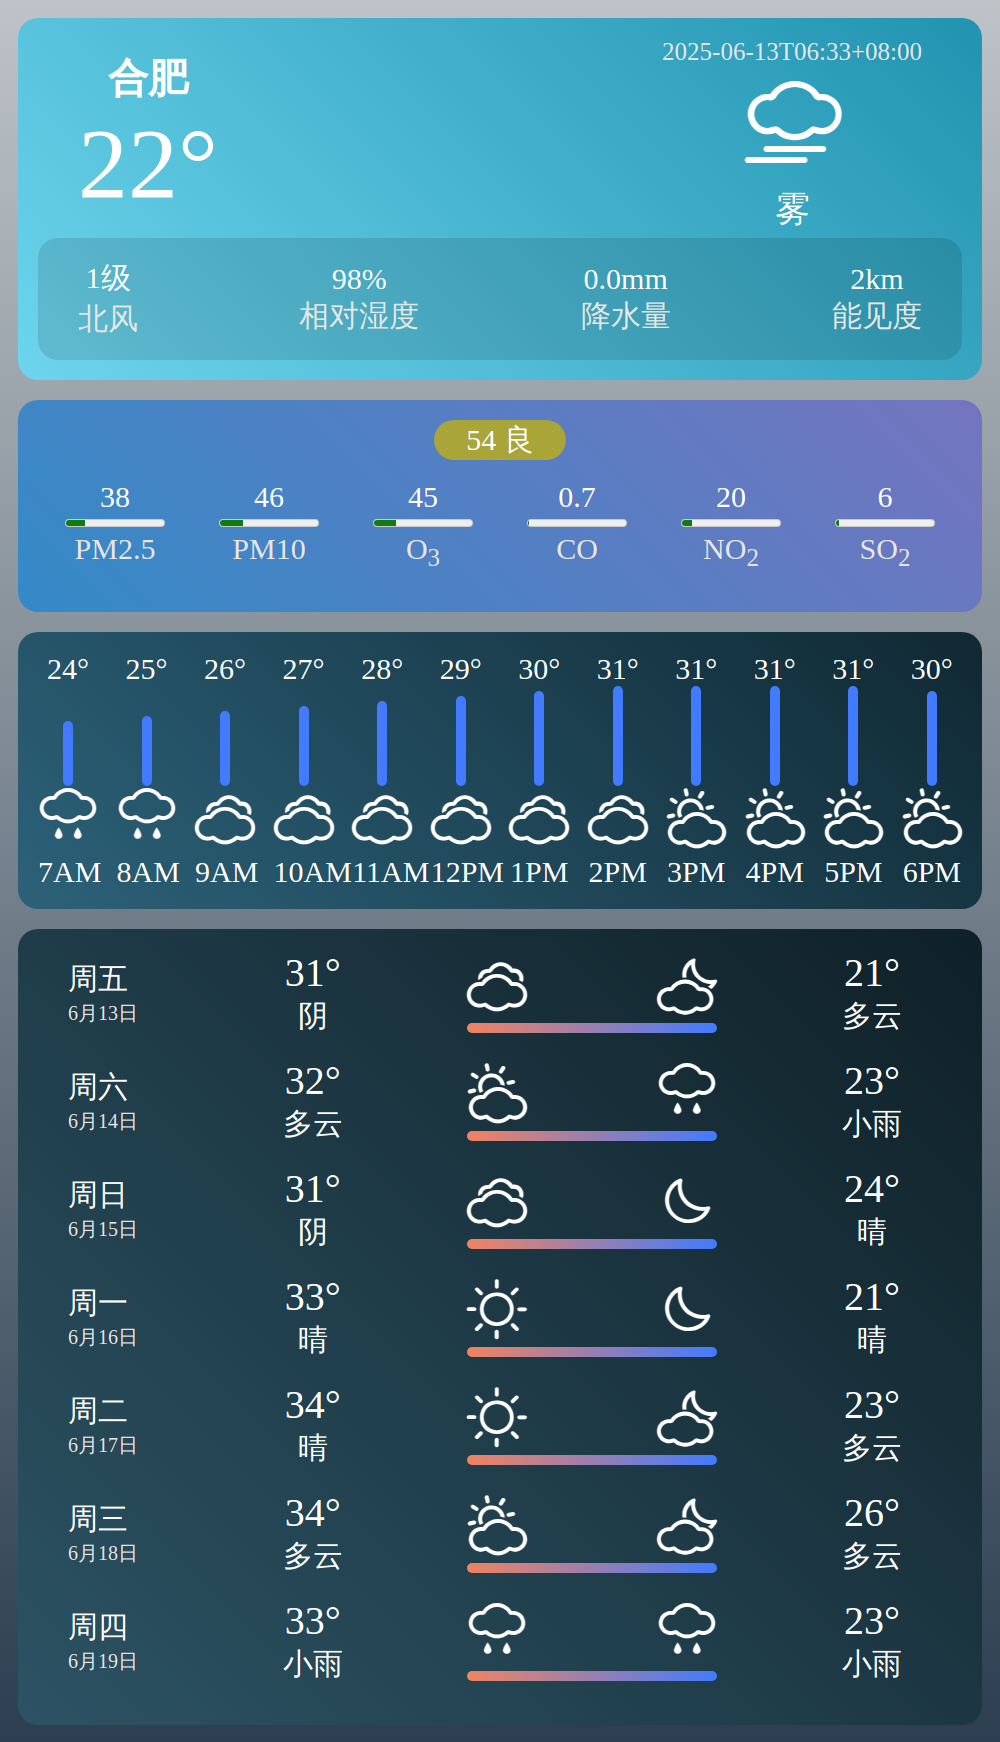 合肥
22°
2025-06-13T06:33+08:00
雾
1级 98% 0.0mm 2km
北风 相对湿度 降水量 能见度
54 良
38 46 45 0.7 20 6
PM2.5 PM10 O2 CO NO2 SO2
24° 25° 26° 27° 28° 29° 30° 31° 31° 31° 31° 30°
7AM 8AM 9AM 10AM 11AM 12PM 1PM 2PM 3PM 4PM 5PM 6PM
周五 31° 21°
6月13日 阴 多云
周六 32° 23°
6月14日 多云 小雨
周日 31° 24°
6月15日 阴 晴
周一 33° 21°
6月16日 晴 晴
周二 34° 23°
6月17日 晴 多云
周三 34° 26°
6月18日 多云 多云
周四 33° 23°
6月19日 小雨 小雨